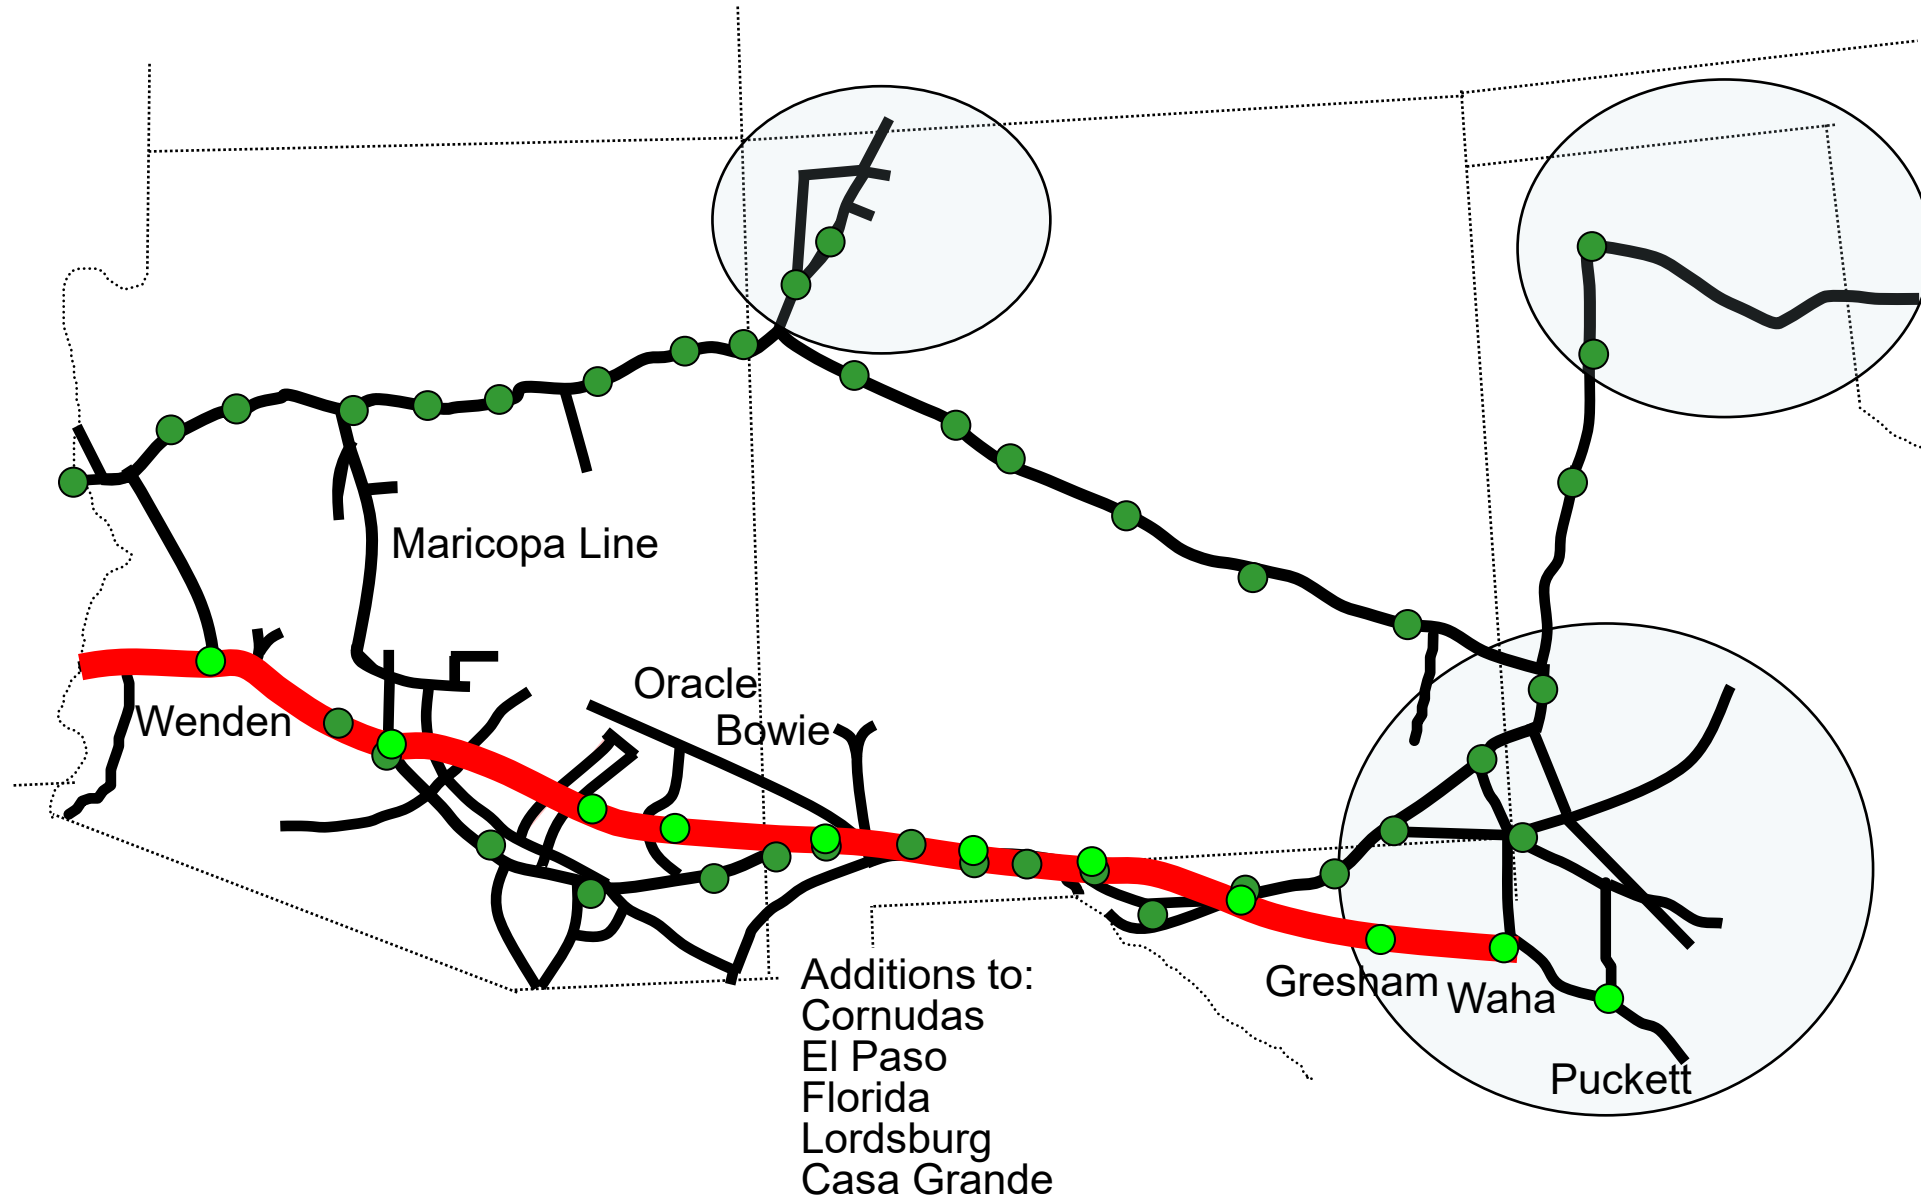 Maricopa Line
Oracle
Bowie
Wenden
Additions to:
Cornudas
El Paso
Florida
Lordsburg
Casa Grande
Gresham
Waha
Puckett